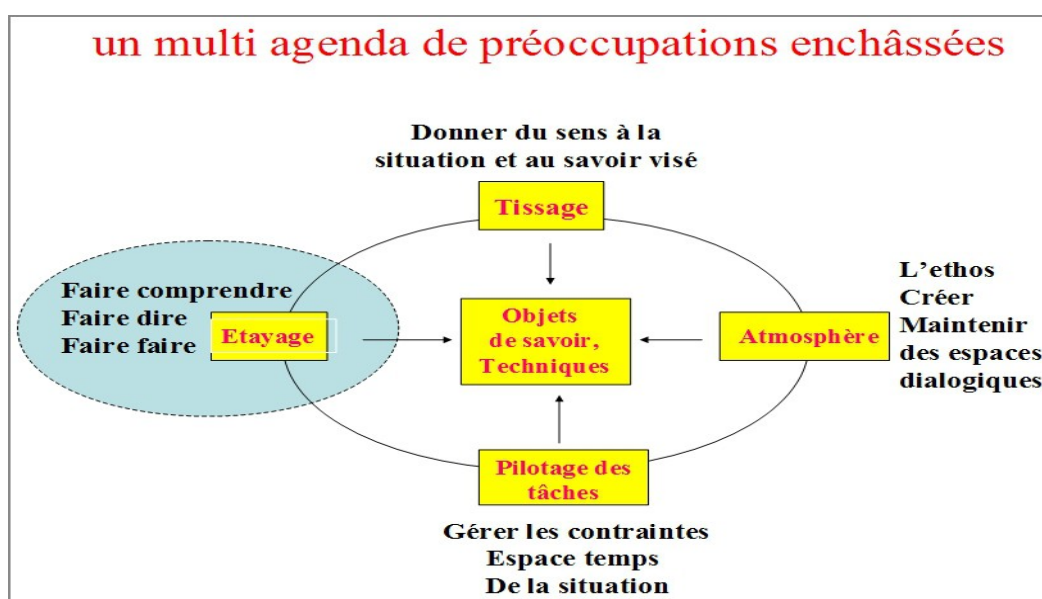 un multi agenda de préoccupations enchâssées
Donner du sens à la
situation et au savoir visé
Tissage
Faire comprendre
Faire dire
Faire faire
Etayage
Objets
de savoir,
Techniques
Atmosphère
L'ethos
Créer
Maintenir
des espaces
dialogiques
Pilotage des
tâches
Gérer les contraintes
Espace temps
De la situation